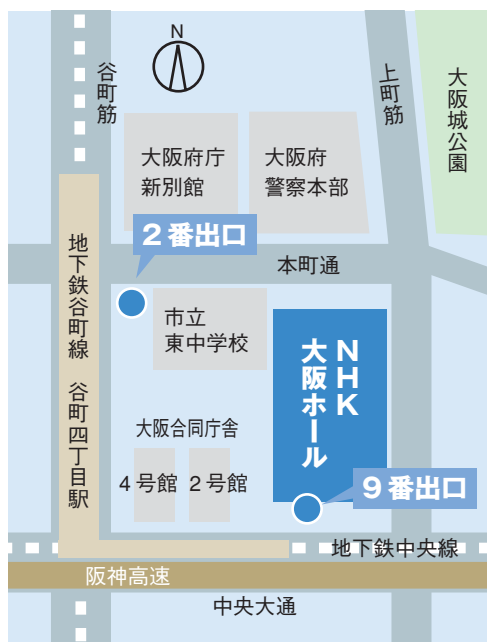 N
谷町筋
上町筋
大阪城公園
大阪府庁
新別館
大阪府
警察本部
2番出口
本町通
地下鉄谷町線 谷町四丁目駅
市立
東中学校
NHK
大阪ホール
大阪合同庁舎
4号館
2号館
9番出口
地下鉄中央線
阪神高速
中央大通